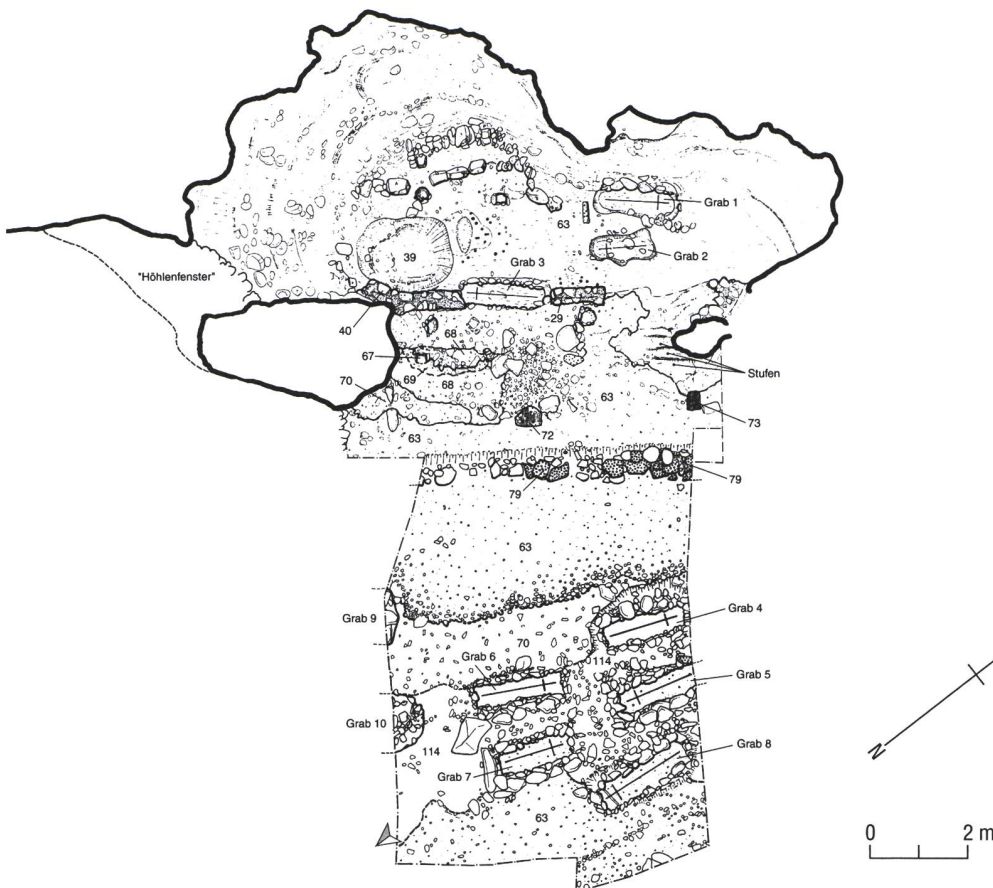 Grab 1
63
Grab 2
39
"Höhlenfenster"
Grab 3
40
29
68
67
69
68
Stufen
70
63
73
63
72
79
79
63
Grab 9
Grab 4
70
Grab 6
114
Grab 5
Grab 10
114
Grab 8
Grab 7
63
N
0 2 m